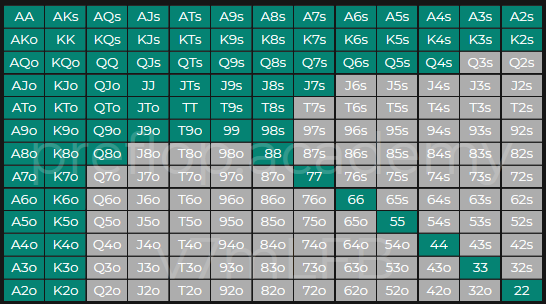 AA AKs AQs AJs ATs A9s A8s A7s A6s A5s A4s A3s A2s
AKo KK KQs KJs KTs K9s K8s K7s K6s K5s K4s K3s K2s
AQo KQo QQ QJs QTs Q9s Q8s Q7s Q6s Q5s Q4s Q3s Q2s
AJo KJo QJo JJ JTs J9s J8s J7s J6s J5s J4s J3s J2s
ATo KTo QTo JTo TT T9s T8s T7s T6s T5s T4s T3s T2s
A9o K9o Q9o J9o T9o 99 98s 97s 96s 95s 94s 93s 92s
A8o K8o Q8o J8o T8o 98o 88 87s 86s 85s 84s 83s 82s
preflop.academy
A7o K7o Q7o J7o T7o 97o 87o 77 76s 75s 74s 73s 72s
A6o K6o Q6o J6o T6o 96o 86o 76o 66 65s 64s 63s 62s
A5o K5o Q5o J5o T5o 95o 85o 75o 65o 55 54s 53s 52s
A4o K4o Q4o J4o T4o 94o 84o 74o 64o 54o 44 43s 42s
A3o K3o Q3o J3o T3o 93o 83o 73o 63o 53o 43o 33 32s
A2o K2o Q2o J2o T2o 92o 82o 72o 62o 52o 42o 32o 22